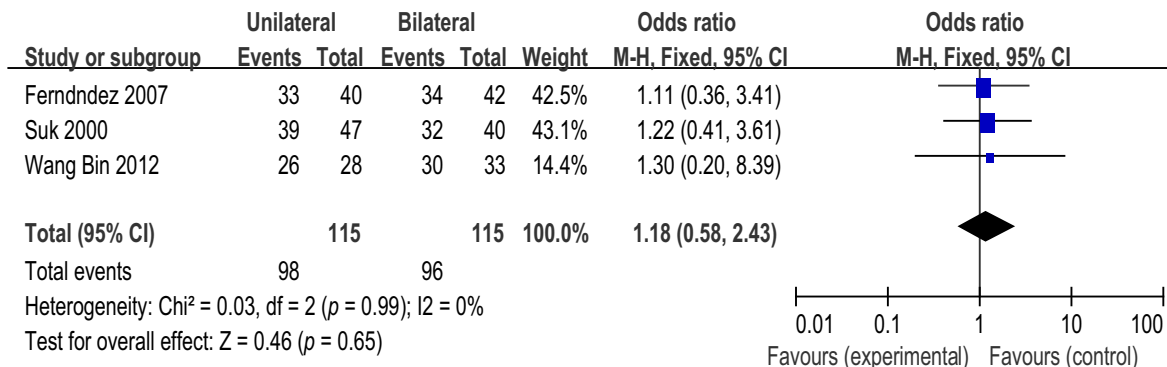 Unilateral Bilateral Odds ratio Odds ratio
Study or subgroup Events Total Events Total Weight M-H, Fixed, 95% CI M-H, Fixed, 95% CI
Ferndndez 2007 33 40 34 42 42.5% 1.11 (0.36, 3.41)
Suk 2000 39 47 32 40 43.1% 1.22 (0.41, 3.61)
Wang Bin 2012 26 28 30 33 14.4% 1.30 (0.20, 8.39)
Total (95% CI) 115 115 100.0% 1.18 (0.58, 2.43)
Total events 98 96
Heterogeneity: Chi² = 0.03, df = 2 (p = 0.99); I2 = 0%
Test for overall effect: Z = 0.46 (p = 0.65)
0.01 0.1 1 10 100
Favours (experimental) Favours (control)